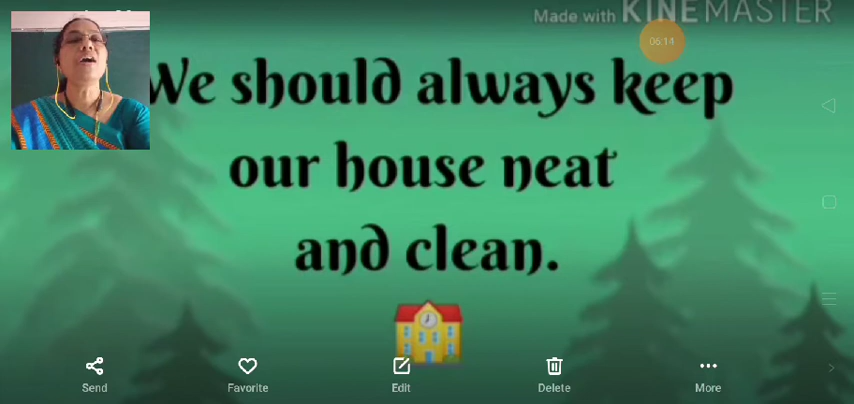 Made with KINEMASTER
06:14
We should always keep
our house neat
and clean.
Send
Favorite
Edit
Delete
More